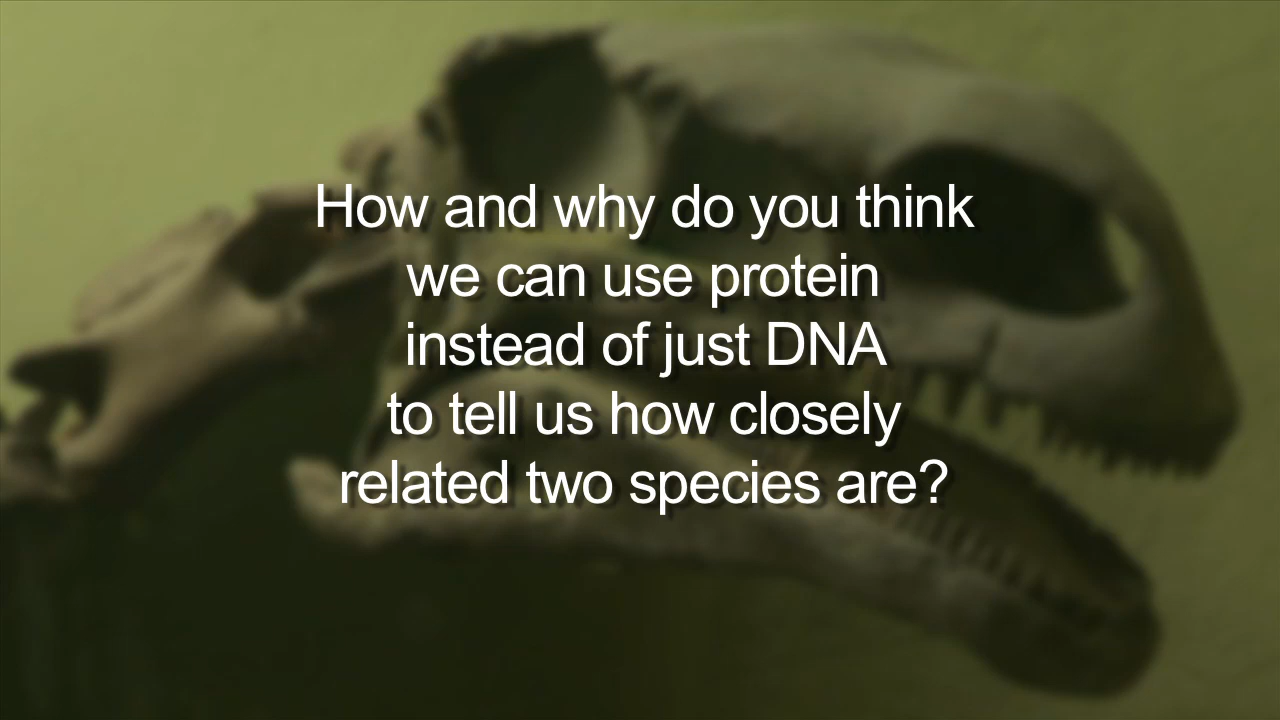 How and why do you think
we can use protein
instead of just DNA
to tell us how closely
related two species are?